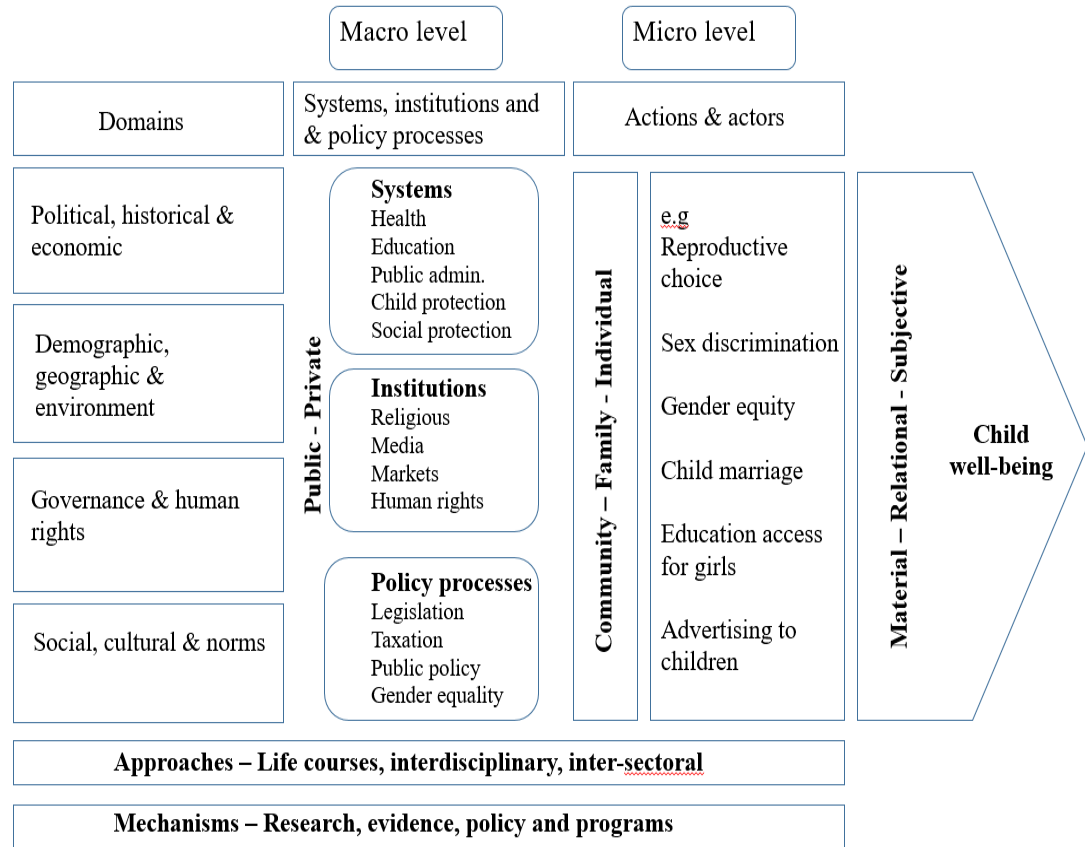 Macro level
Micro level
Domains
Systems, institutions and
& policy processes
Actions & actors
Political, historical &
economic
Demographic,
geographic &
environment
Governance & human
rights
Social, cultural & norms
Public - Private
Systems
Health
Education
Public admin.
Child protection
Social protection
Institutions
Religious
Media
Markets
Human rights
Policy processes
Legislation
Taxation
Public policy
Gender equality
Community – Family - Individual
e.g
Reproductive
choice
Sex discrimination
Gender equity
Child marriage
Education access
for girls
Advertising to
children
Material – Relational - Subjective
Child
well-being
Approaches – Life courses, interdisciplinary, inter-sectoral
Mechanisms – Research, evidence, policy and programs